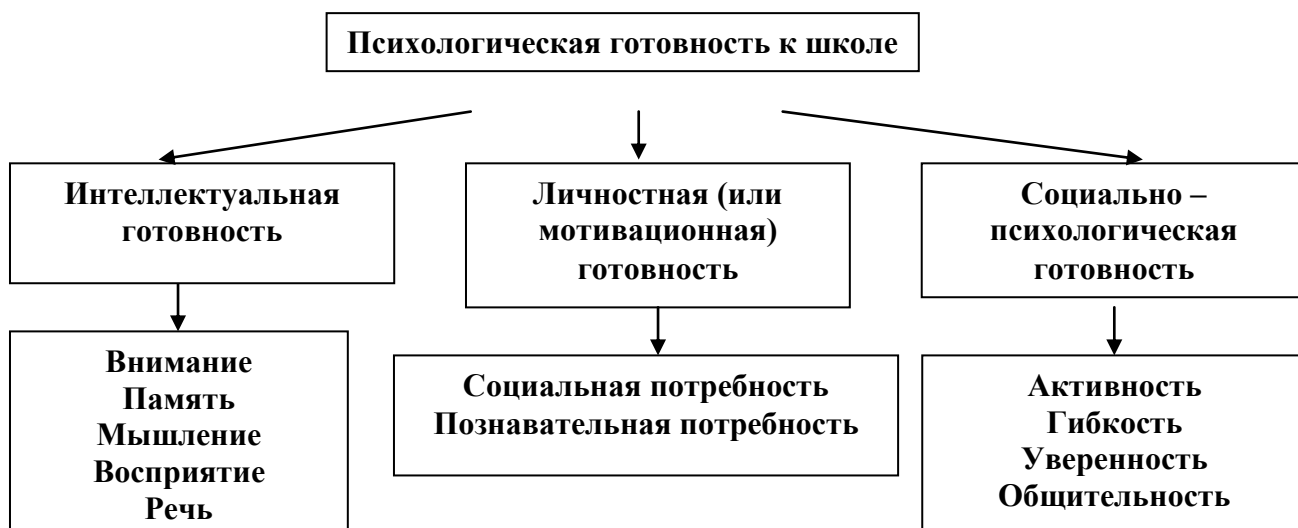 Психологическая готовность к школе
Интеллектуальная
готовность
Личностная (или
мотивационная)
готовность
Социально –
психологическая
готовность
Внимание
Память
Мышление
Восприятие
Речь
Социальная потребность
Познавательная потребность
Активность
Гибкость
Уверенность
Общительность